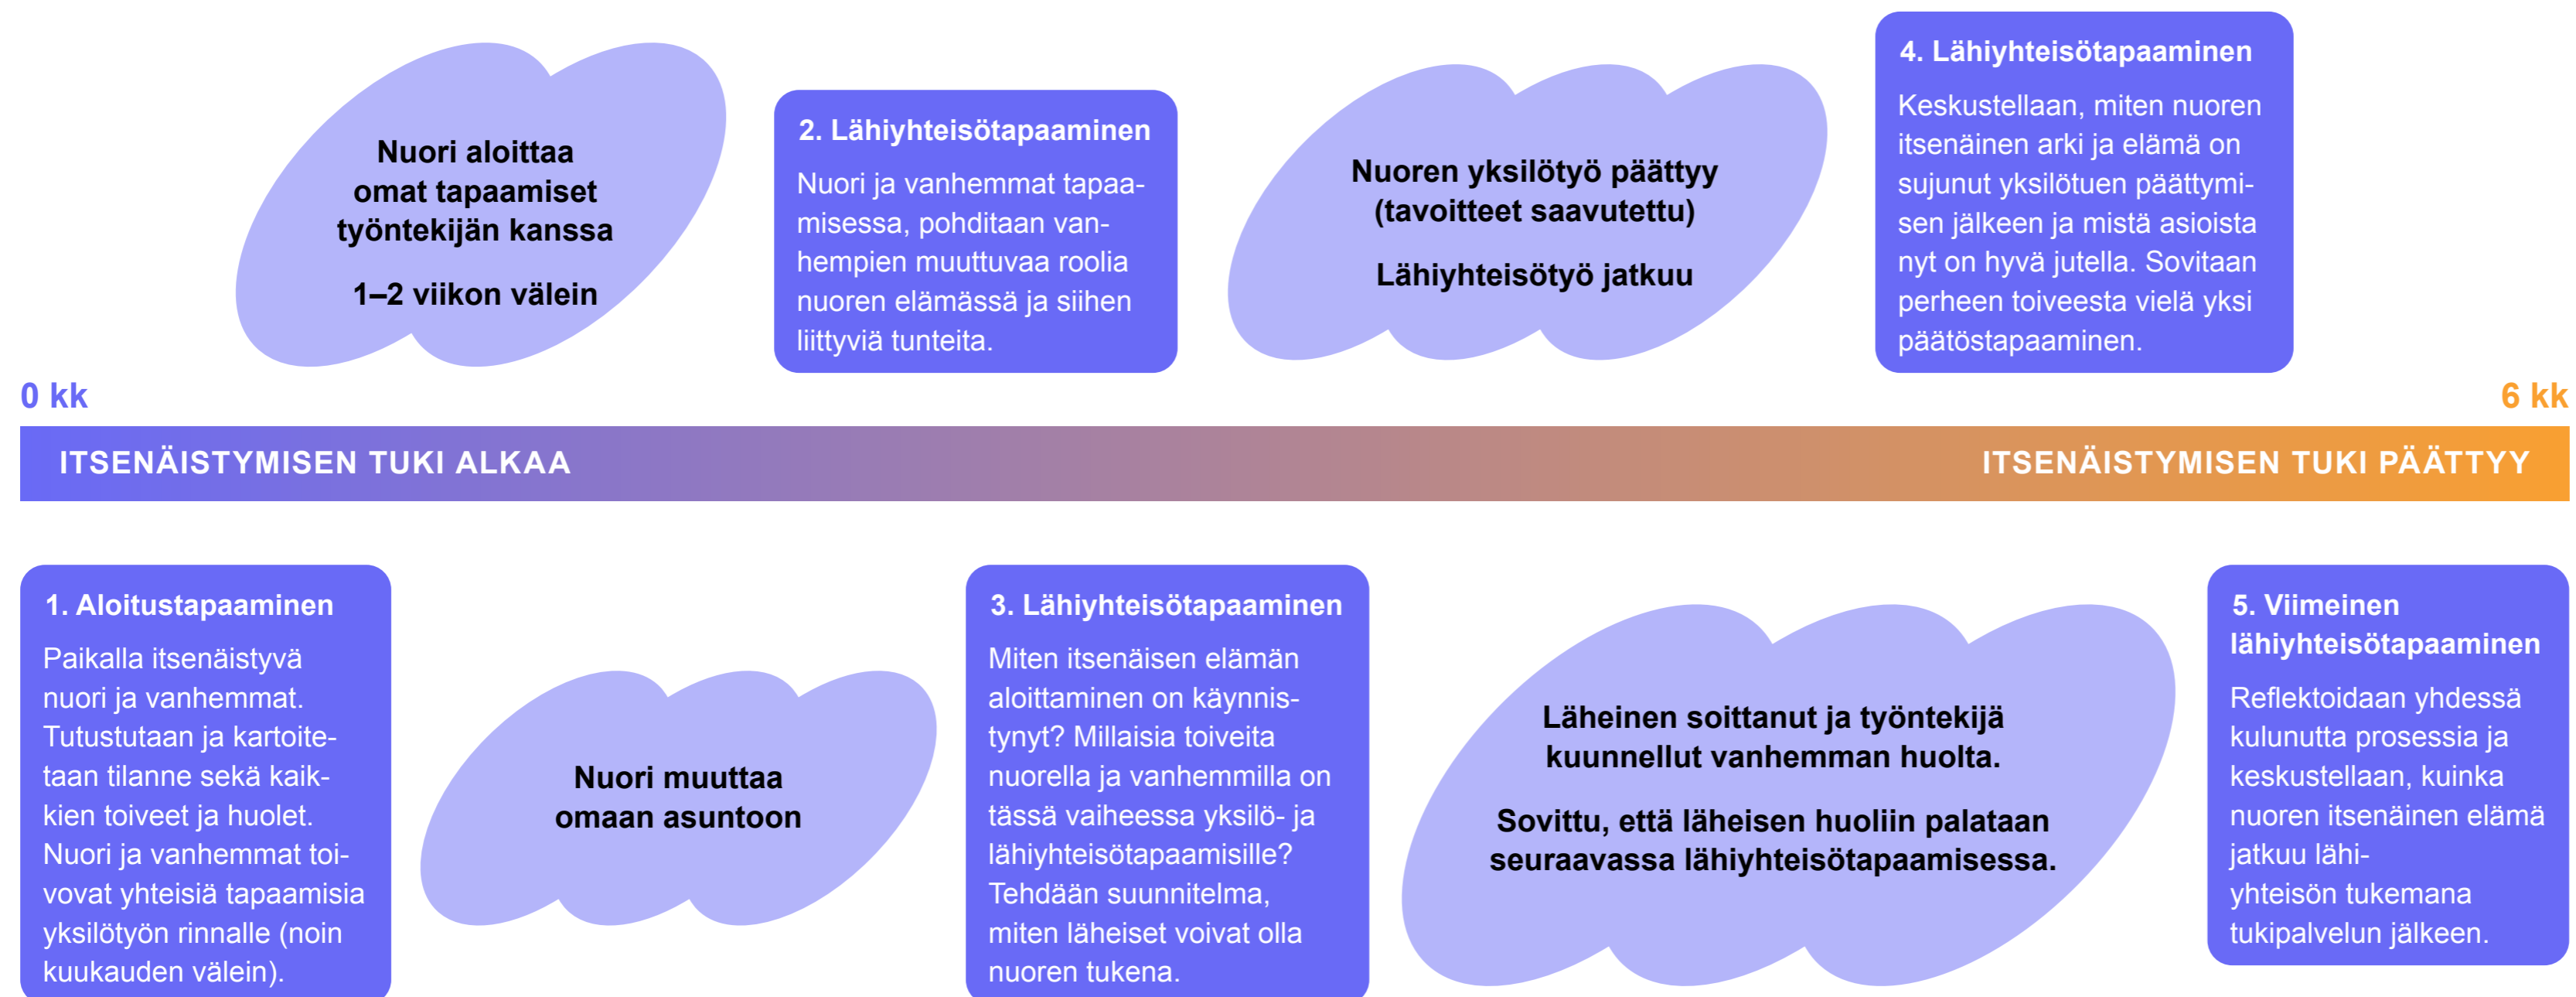 Nuori aloittaa
omat tapaamiset
työntekijän kanssa
1–2 viikon välein
2. Lähiyhteisötapaaminen
Nuori ja vanhemmat tapaa-
misessa, pohditaan van-
hempien muuttuvaa roolia
nuoren elämässä ja siihen
liittyviä tunteita.
Nuoren yksilötyö päättyy
(tavoitteet saavutettu)
Lähiyhteisötyö jatkuu
4. Lähiyhteisötapaaminen
Keskustellaan, miten nuoren
itsenäinen arki ja elämä on
sujunut yksilötuen päättymi-
sen jälkeen ja mistä asioista
nyt on hyvä jutella. Sovitaan
perheen toiveesta vielä yksi
päätöstapaaminen.
0 kk
6 kk
ITSENÄISTYMISEN TUKI ALKAA
ITSENÄISTYMISEN TUKI PÄÄTTYY
1. Aloitustapaaminen
Paikalla itsenäistyvä
nuori ja vanhemmat.
Tutustutaan ja kartoite-
taan tilanne sekä kaik-
kien toiveet ja huolet.
Nuori ja vanhemmat toi-
vovat yhteisiä tapaamisia
yksilötyön rinnalle (noin
kuukauden välein).
Nuori muuttaa
omaan asuntoon
3. Lähiyhteisötapaaminen
Miten itsenäisen elämän
aloittaminen on käynnis-
tynyt? Millaisia toiveita
nuorella ja vanhemmilla on
tässä vaiheessa yksilö- ja
lähiyhteisötapaamisille?
Tehdään suunnitelma,
miten läheiset voivat olla
nuoren tukena.
Läheinen soittanut ja työntekijä
kuunnellut vanhemman huolta.
Sovittu, että läheisen huoliin palataan
seuraavassa lähiyhteisötapaamisessa.
5. Viimeinen
lähiyhteisötapaaminen
Reflektoidaan yhdessä
kulunutta prosessia ja
keskustellaan, kuinka
nuoren itsenäinen elämä
jatkuu lähi-
yhteisön tukemana
tukipalvelun jälkeen.